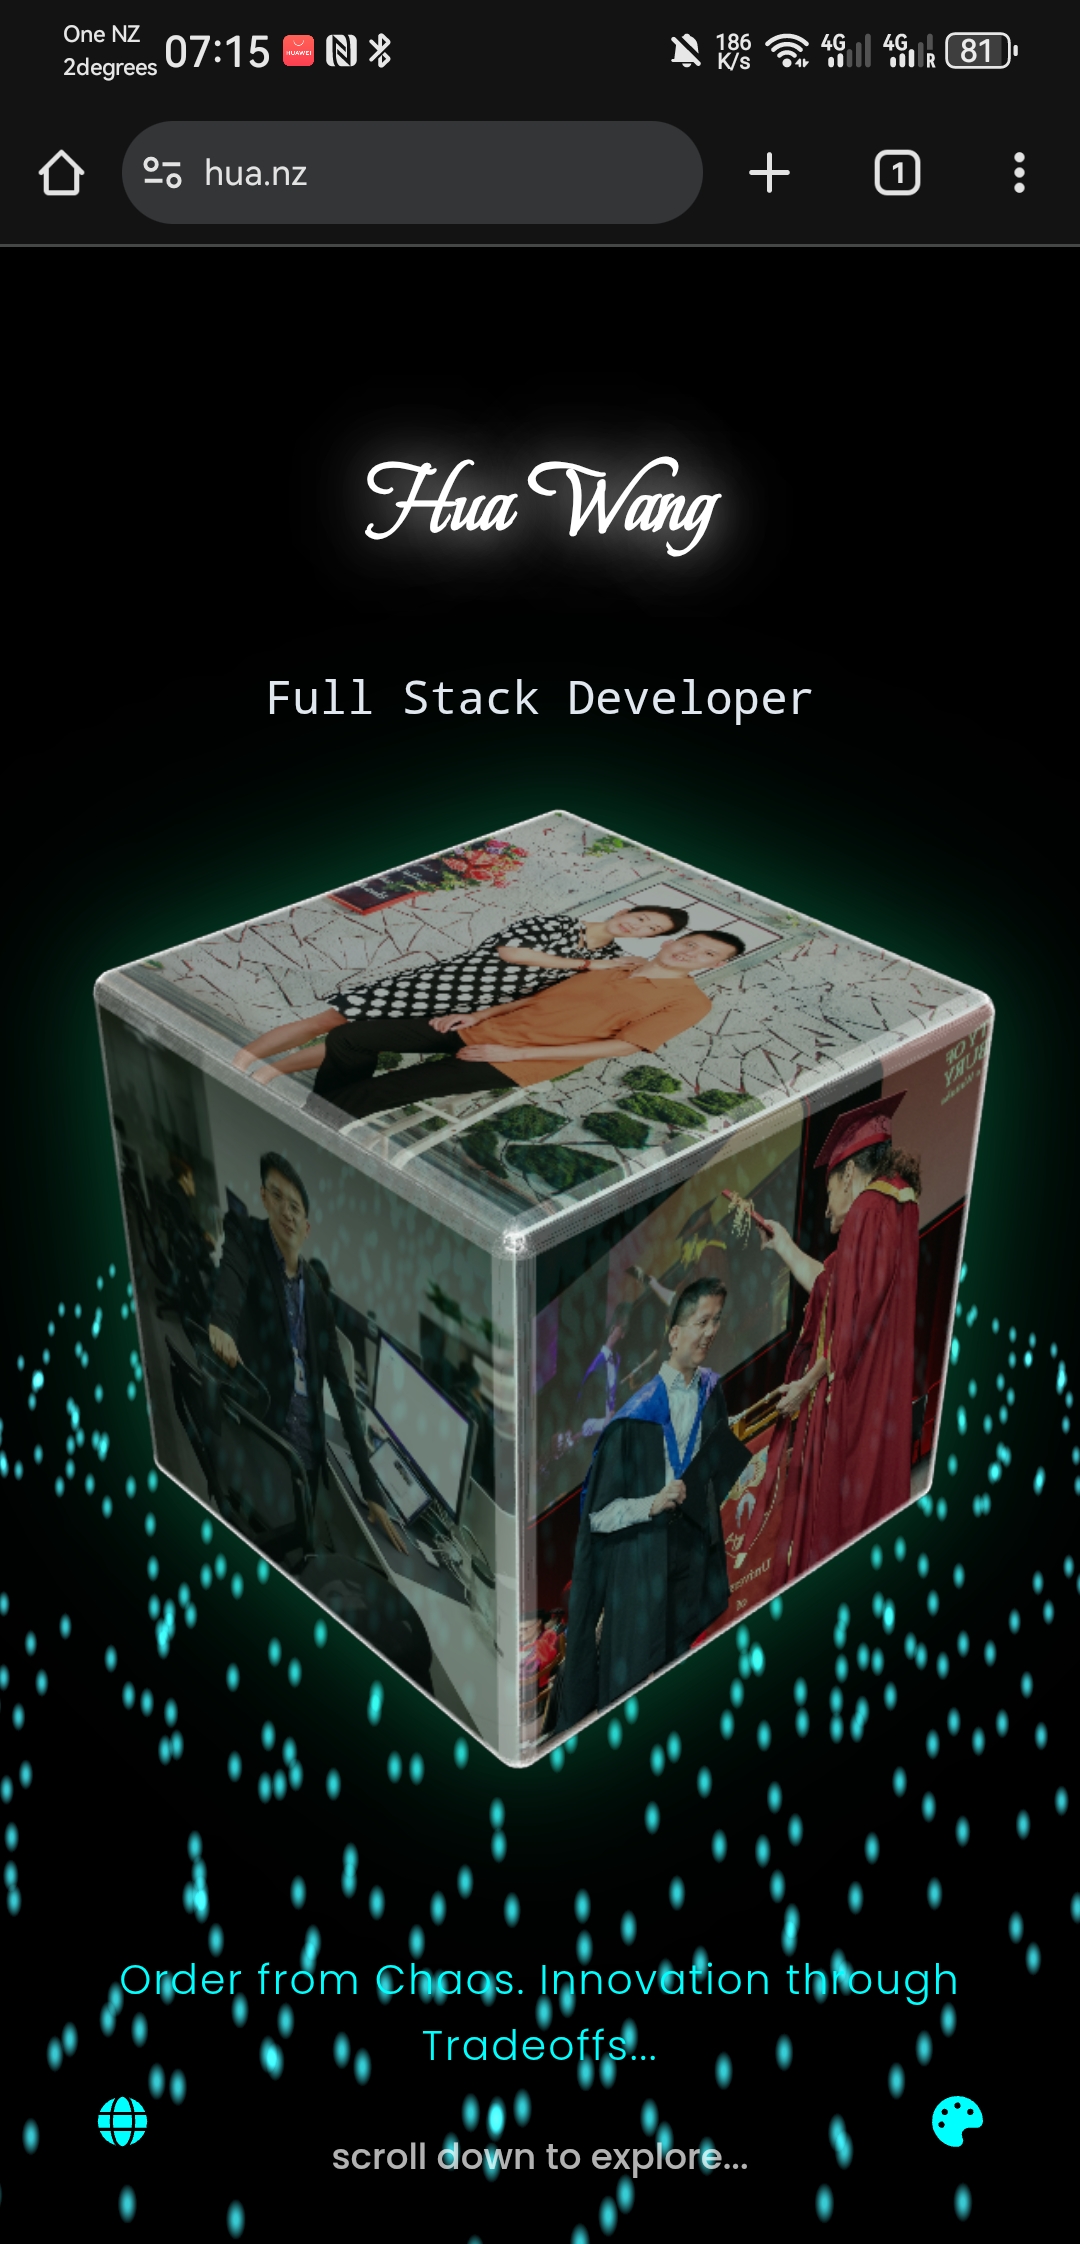 One NZ
2degrees
07:15
HUAWEI
186
K/s
4G
4G
R
81
hua.nz
1
Hua Wang
Full Stack Developer
Order from Chaos. Innovation through
Tradeoffs...
scroll down to explore...